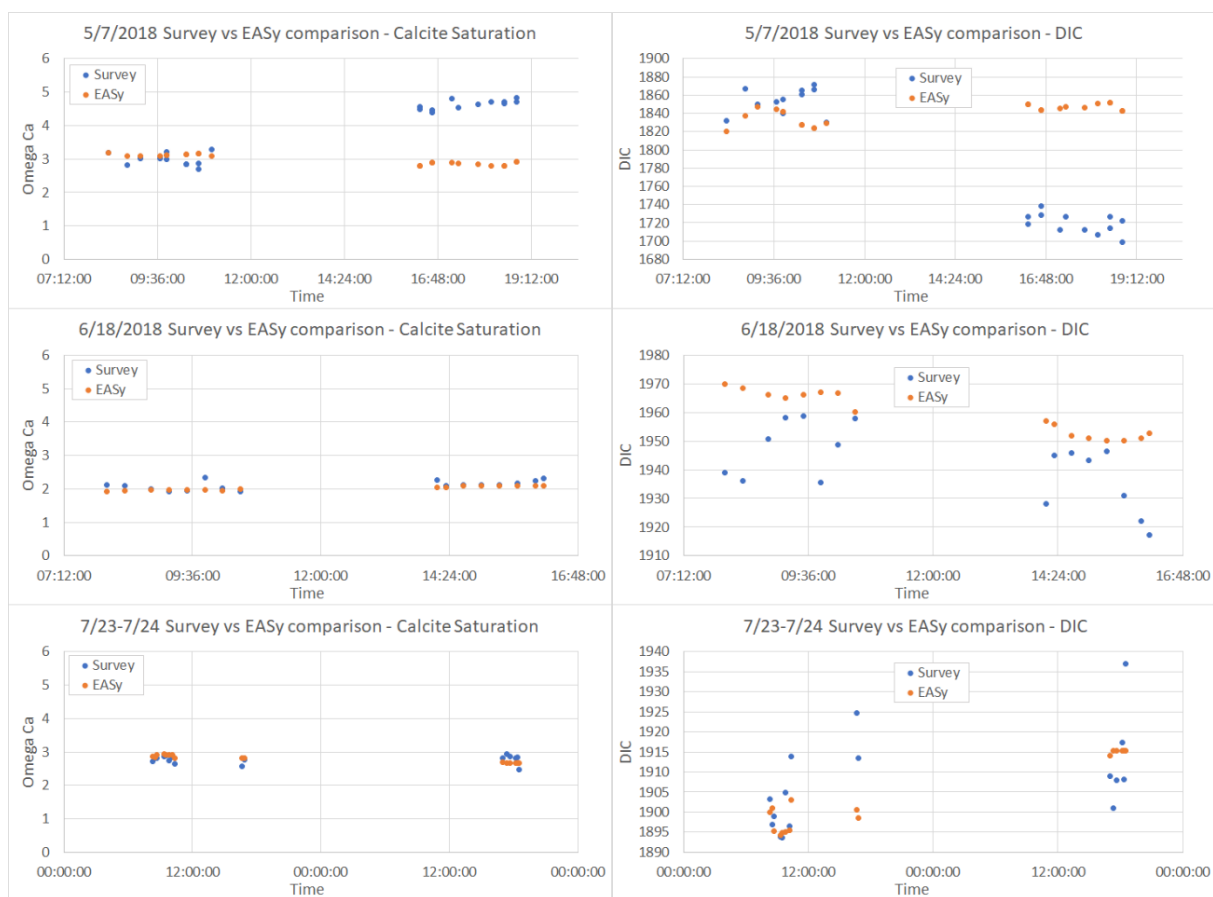 5/7/2018 Survey vs EASy comparison - Calcite Saturation
6
5
4
3
2
1
0
Omega Ca
Survey
EASy
07:12:00 09:36:00 12:00:00 14:24:00 16:48:00 19:12:00
Time
5/7/2018 Survey vs EASy comparison - DIC
1900
1880
1860
1840
1820
1800
1780
1760
1740
1720
1700
1680
DIC
Survey
EASy
07:12:00 09:36:00 12:00:00 14:24:00 16:48:00 19:12:00
Time
6/18/2018 Survey vs EASy comparison - Calcite Saturation
6
5
4
3
2
1
0
Omega Ca
Survey
EASy
07:12:00 09:36:00 12:00:00 14:24:00 16:48:00
Time
6/18/2018 Survey vs EASy comparison - DIC
1980
1970
1960
1950
1940
1930
1920
1910
DIC
Survey
EASy
07:12:00 09:36:00 12:00:00 14:24:00 16:48:00
Time
7/23-7/24 Survey vs EASy comparison - Calcite Saturation
6
5
4
3
2
1
0
Omega Ca
Survey
EASy
00:00:00 12:00:00 00:00:00 12:00:00 00:00:00
Time
7/23-7/24 Survey vs EASy comparison - DIC
1940
1935
1930
1925
1920
1915
1910
1905
1900
1895
1890
DIC
Survey
EASy
00:00:00 12:00:00 00:00:00 12:00:00 00:00:00
Time